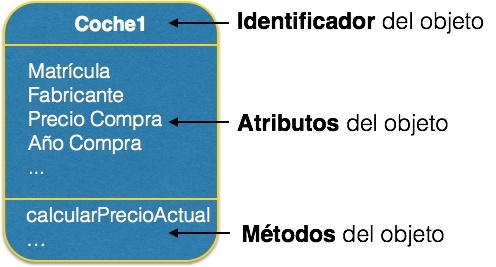 Coche1
Identificador del objeto
Matrícula
Fabricante
Precio Compra
Año Compra
...
Atributos del objeto
calcularPrecioActual
...
Métodos del objeto